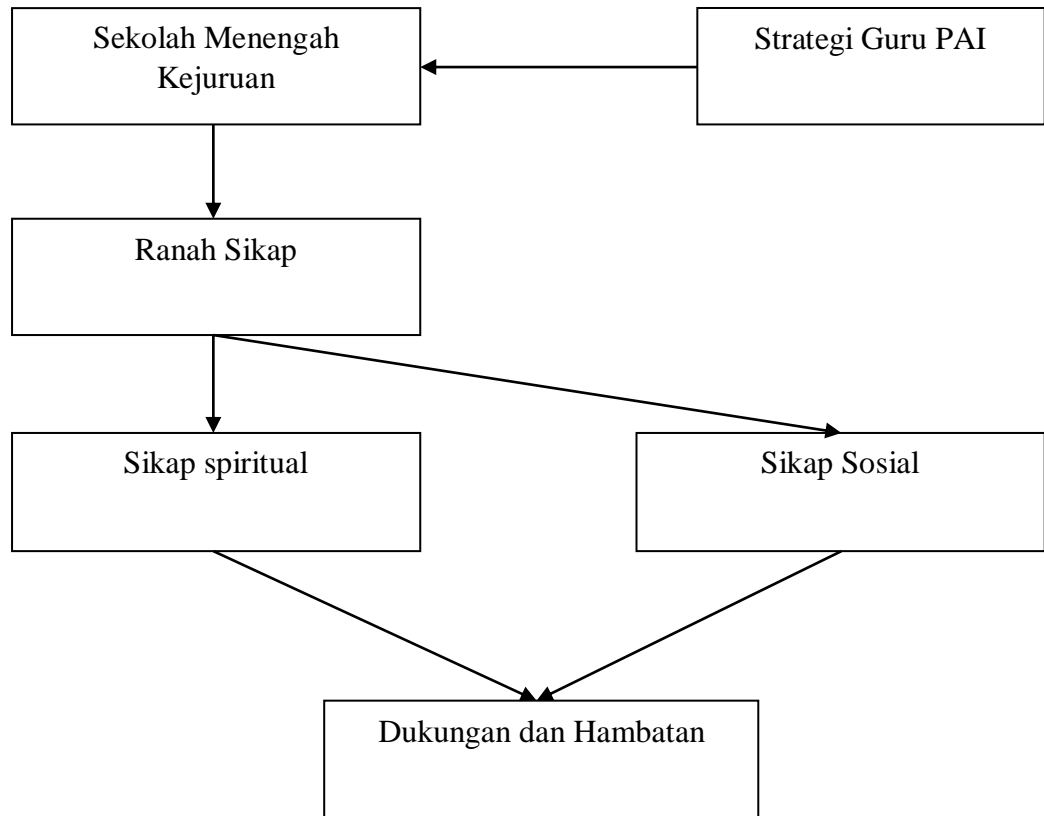 Sekolah Menengah
Kejuruan
Strategi Guru PAI
Ranah Sikap
Sikap spiritual
Sikap Sosial
Dukungan dan Hambatan